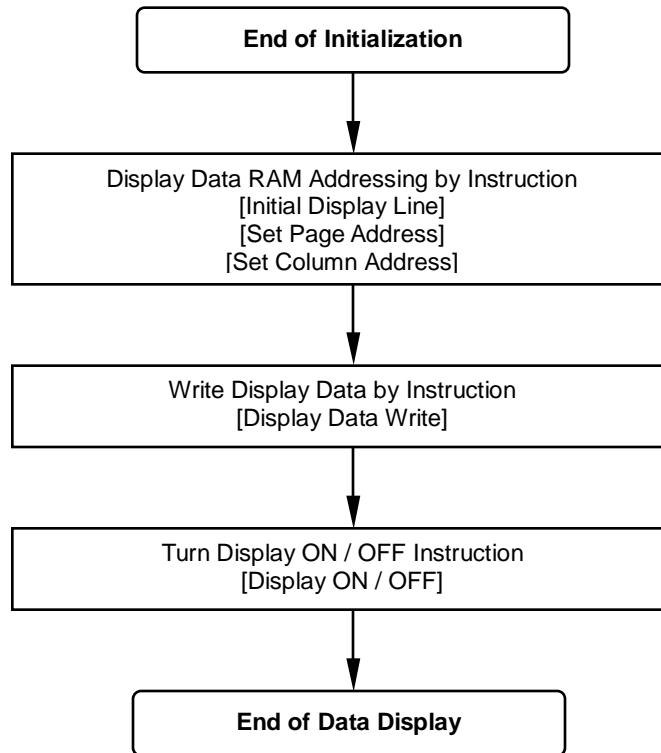 End of Initialization
Display Data RAM Addressing by Instruction
[Initial Display Line]
[Set Page Address]
[Set Column Address]
Write Display Data by Instruction
[Display Data Write]
Turn Display ON / OFF Instruction
[Display ON / OFF]
End of Data Display